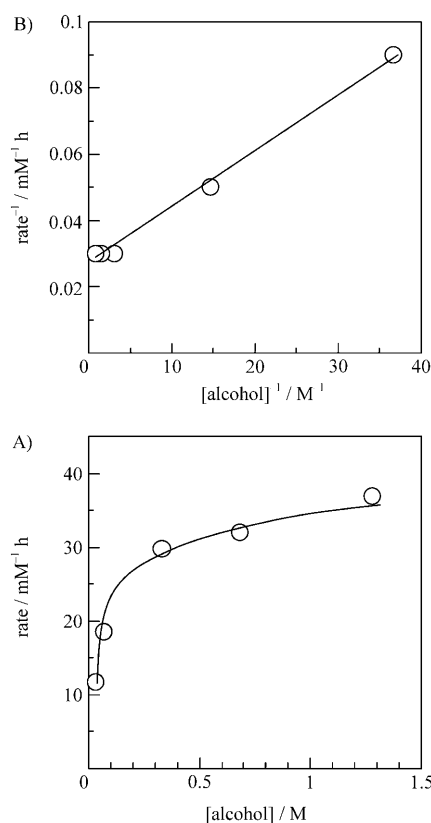 B)
0.1
0.08
0.06
0.04
0.02
rate⁻¹ / mM⁻¹ h
0 10 20 30 40
[alcohol] ¹ / M ¹
A)
40
30
20
10
rate / mM⁻¹ h
0 0.5 1 1.5
[alcohol] / M